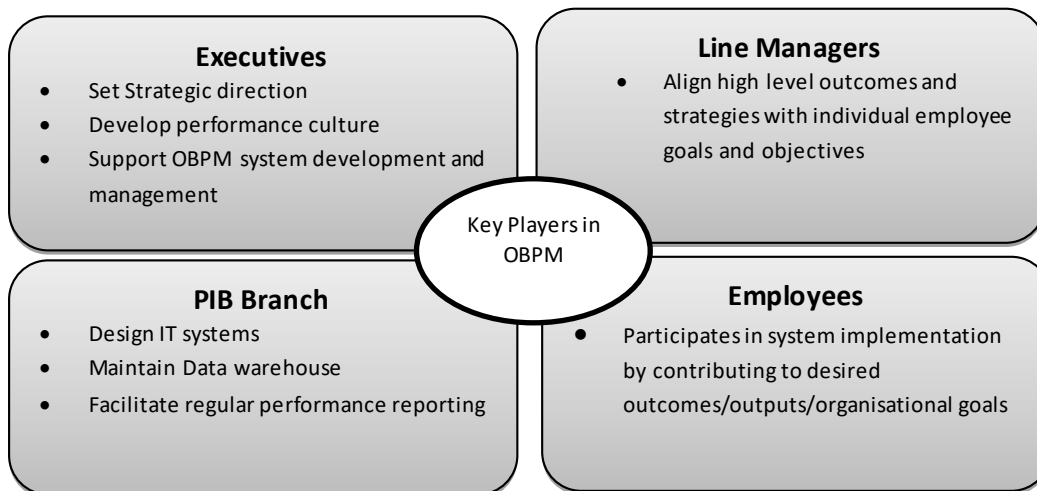 Executives
• Set Strategic direction
• Develop performance culture
• Support OBPM system development and
management
Line Managers
• Align high level outcomes and
strategies with individual employee
goals and objectives
Key Players in
OBPM
PIB Branch
• Design IT systems
• Maintain Data warehouse
• Facilitate regular performance reporting
Employees
• Participates in system implementation
by contributing to desired
outcomes/outputs/organisational goals